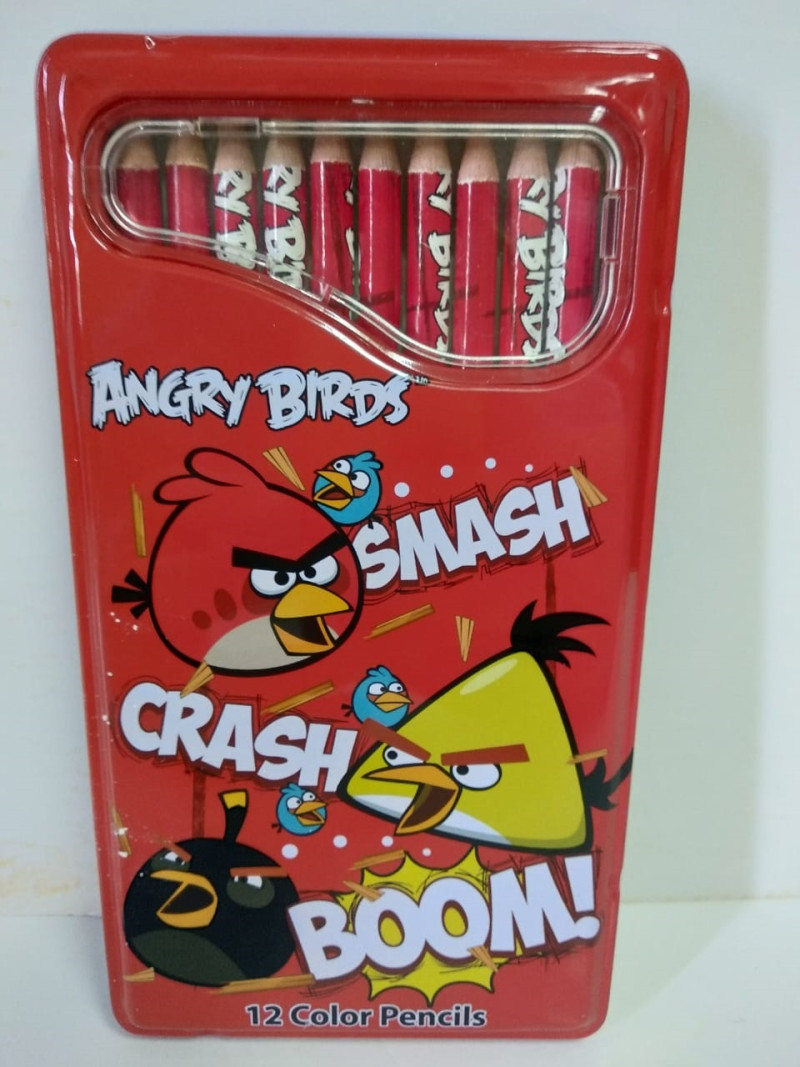 ANGRY BIRDS
SMASH
CRASH
BOOM!
12 Color Pencils